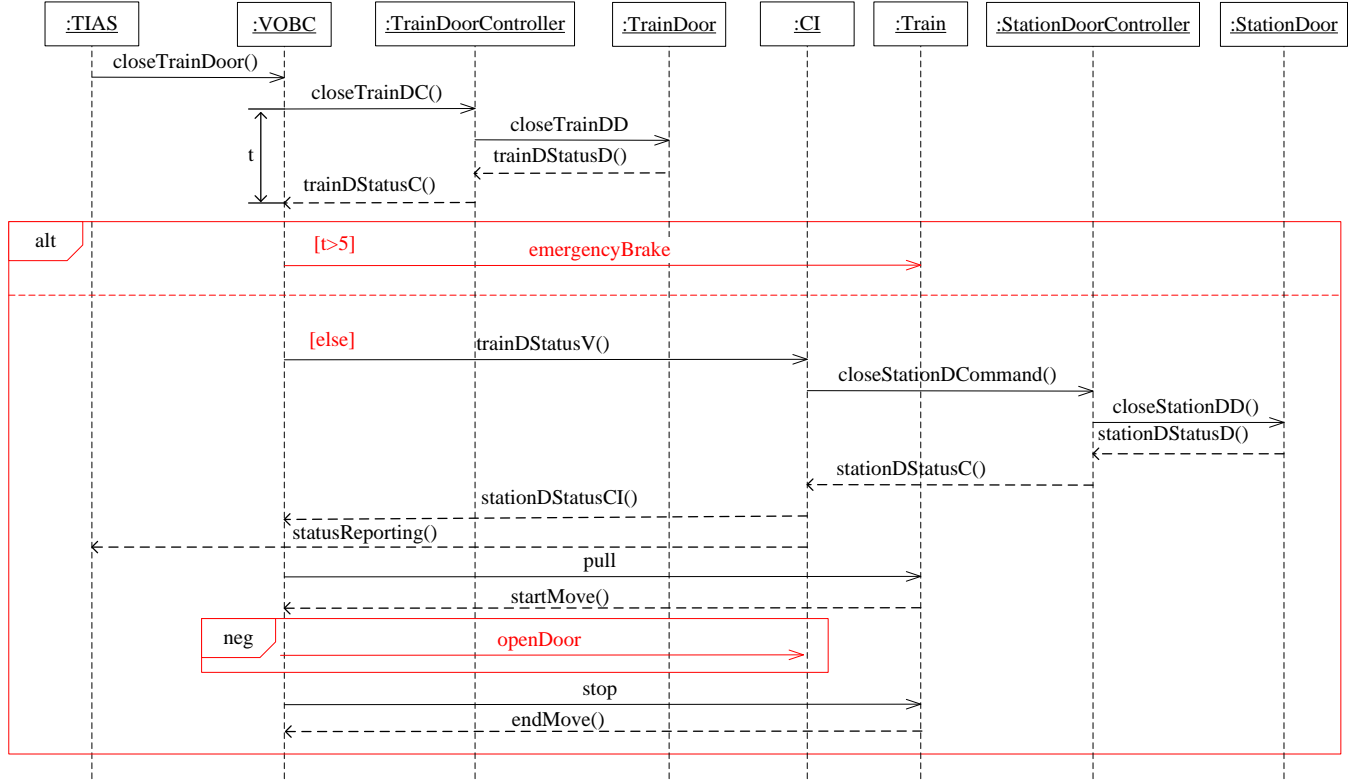 :TIAS
:VOBC
:TrainDoorController
:TrainDoor
:CI
:Train
:StationDoorController
:StationDoor
closeTrainDoor()
closeTrainDC()
closeTrainDD
t
trainDStatusD()
trainDStatusC()
alt
[t>5]
emergencyBrake
[else]
trainDStatusV()
closeStationDCommand()
closeStationDD()
stationDStatusD()
stationDStatusC()
stationDStatusCI()
statusReporting()
pull
startMove()
neg
openDoor
stop
endMove()